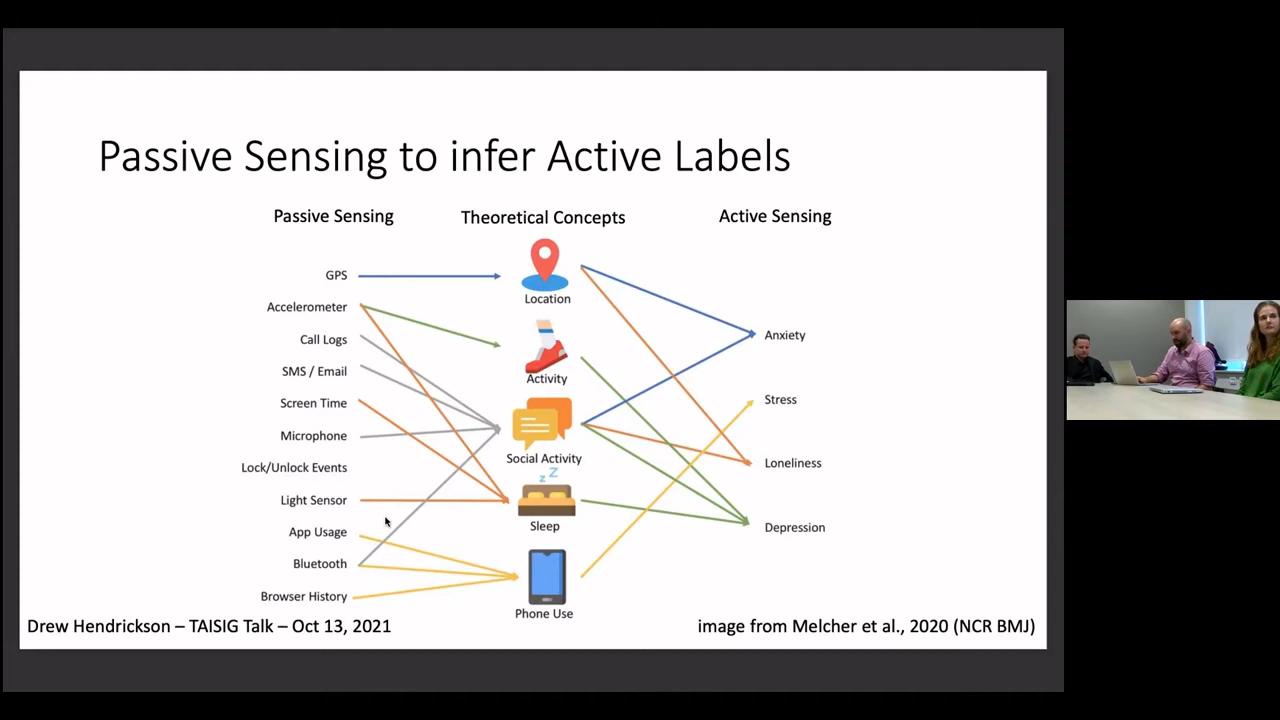 Passive Sensing to infer Active Labels
Passive Sensing
Theoretical Concepts
Active Sensing
GPS
Accelerometer
Call Logs
SMS / Email
Screen Time
Microphone
Lock/Unlock Events
Light Sensor
App Usage
Bluetooth
Browser History
Location
Activity
Social Activity
z z
Sleep
Phone Use
Anxiety
Stress
Loneliness
Depression
Drew Hendrickson – TAISIG Talk – Oct 13, 2021
image from Melcher et al., 2020 (NCR BMJ)